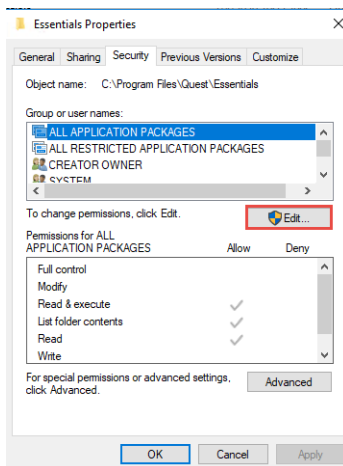 Essentials Properties
General Sharing Security Previous Versions Customize
Object name: C:\Program Files\Quest\Essentials
Group or user names:
ALL APPLICATION PACKAGES
ALL RESTRICTED APPLICATION PACKAGES
CREATOR OWNER
SYSTEM
To change permissions, click Edit.
Edit...
Permissions for ALL
APPLICATION PACKAGES Allow Deny
Full control
Modify
Read & execute
List folder contents
Read
Write
For special permissions or advanced settings,
click Advanced.
Advanced
OK Cancel Apply